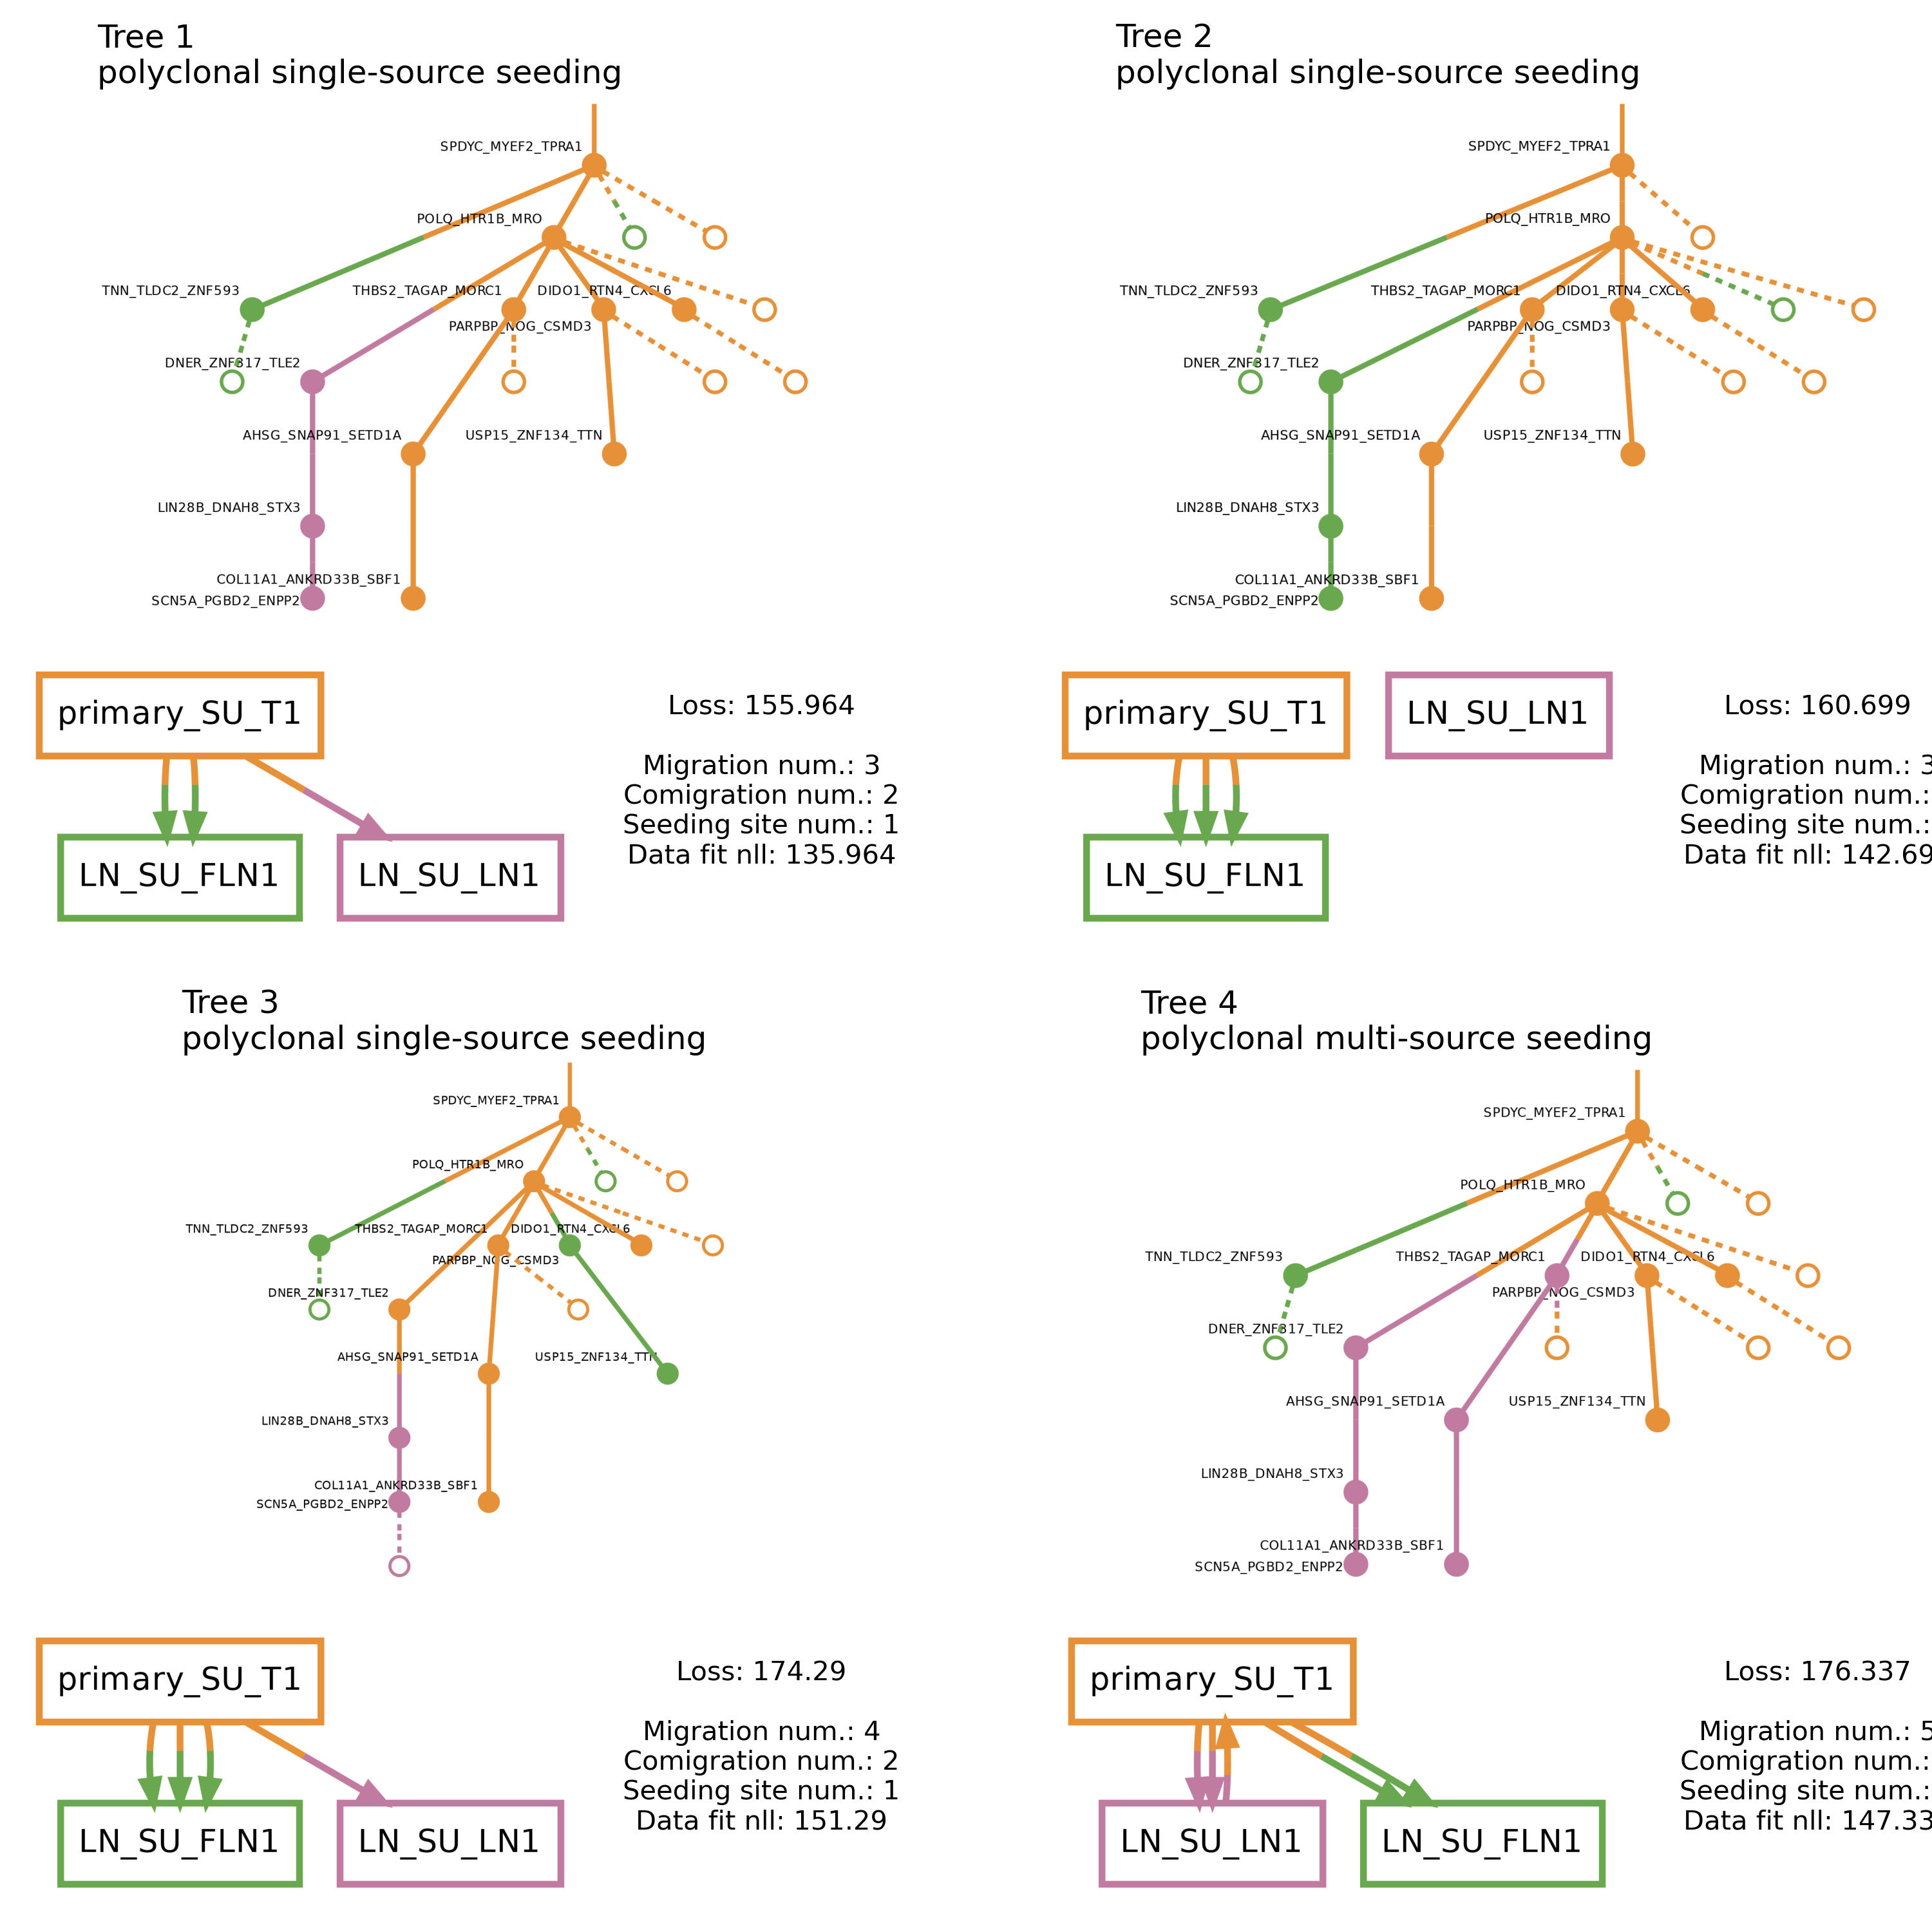 Tree 1
polyclonal single-source seeding
SPDYC_MYEF2_TPRA1
POLQ_HTR1B_MRO
TNN_TLDC2_ZNF593
THBS2_TAGAP_MORC1
DIDO1_RTN4_CXCL6
PARPBP_NOG_CSMD3
DNER_ZNF317_TLE2
AHSG_SNAP91_SETD1A
USP15_ZNF134_TTN
LIN28B_DNAH8_STX3
COL11A1_ANKRD33B_SBF1
SCN5A_PGBD2_ENPP2
primary_SU_T1
LN_SU_FLN1
LN_SU_LN1
Loss: 155.964
Migration num.: 3
Comigration num.: 2
Seeding site num.: 1
Data fit nll: 135.964
Tree 2
polyclonal single-source seeding
SPDYC_MYEF2_TPRA1
POLQ_HTR1B_MRO
TNN_TLDC2_ZNF593
THBS2_TAGAP_MORC1
DIDO1_RTN4_CXCL6
PARPBP_NOG_CSMD3
DNER_ZNF317_TLE2
AHSG_SNAP91_SETD1A
USP15_ZNF134_TTN
LIN28B_DNAH8_STX3
COL11A1_ANKRD33B_SBF1
SCN5A_PGBD2_ENPP2
primary_SU_T1
LN_SU_LN1
LN_SU_FLN1
Loss: 160.699
Migration num.: 3
Comigration num.:
Seeding site num.:
Data fit nll: 142.69
Tree 3
polyclonal single-source seeding
SPDYC_MYEF2_TPRA1
POLQ_HTR1B_MRO
TNN_TLDC2_ZNF593
THBS2_TAGAP_MORC1
DIDO1_RTN4_CXCL6
PARPBP_NOG_CSMD3
DNER_ZNF317_TLE2
AHSG_SNAP91_SETD1A
USP15_ZNF134_TTN
LIN28B_DNAH8_STX3
COL11A1_ANKRD33B_SBF1
SCN5A_PGBD2_ENPP2
primary_SU_T1
LN_SU_FLN1
LN_SU_LN1
Loss: 174.29
Migration num.: 4
Comigration num.: 2
Seeding site num.: 1
Data fit nll: 151.29
Tree 4
polyclonal multi-source seeding
SPDYC_MYEF2_TPRA1
POLQ_HTR1B_MRO
TNN_TLDC2_ZNF593
THBS2_TAGAP_MORC1
DIDO1_RTN4_CXCL6
PARPBP_NOG_CSMD3
DNER_ZNF317_TLE2
AHSG_SNAP91_SETD1A
USP15_ZNF134_TTN
LIN28B_DNAH8_STX3
COL11A1_ANKRD33B_SBF1
SCN5A_PGBD2_ENPP2
primary_SU_T1
LN_SU_LN1
LN_SU_FLN1
Loss: 176.337
Migration num.: 5
Comigration num.:
Seeding site num.:
Data fit nll: 147.33